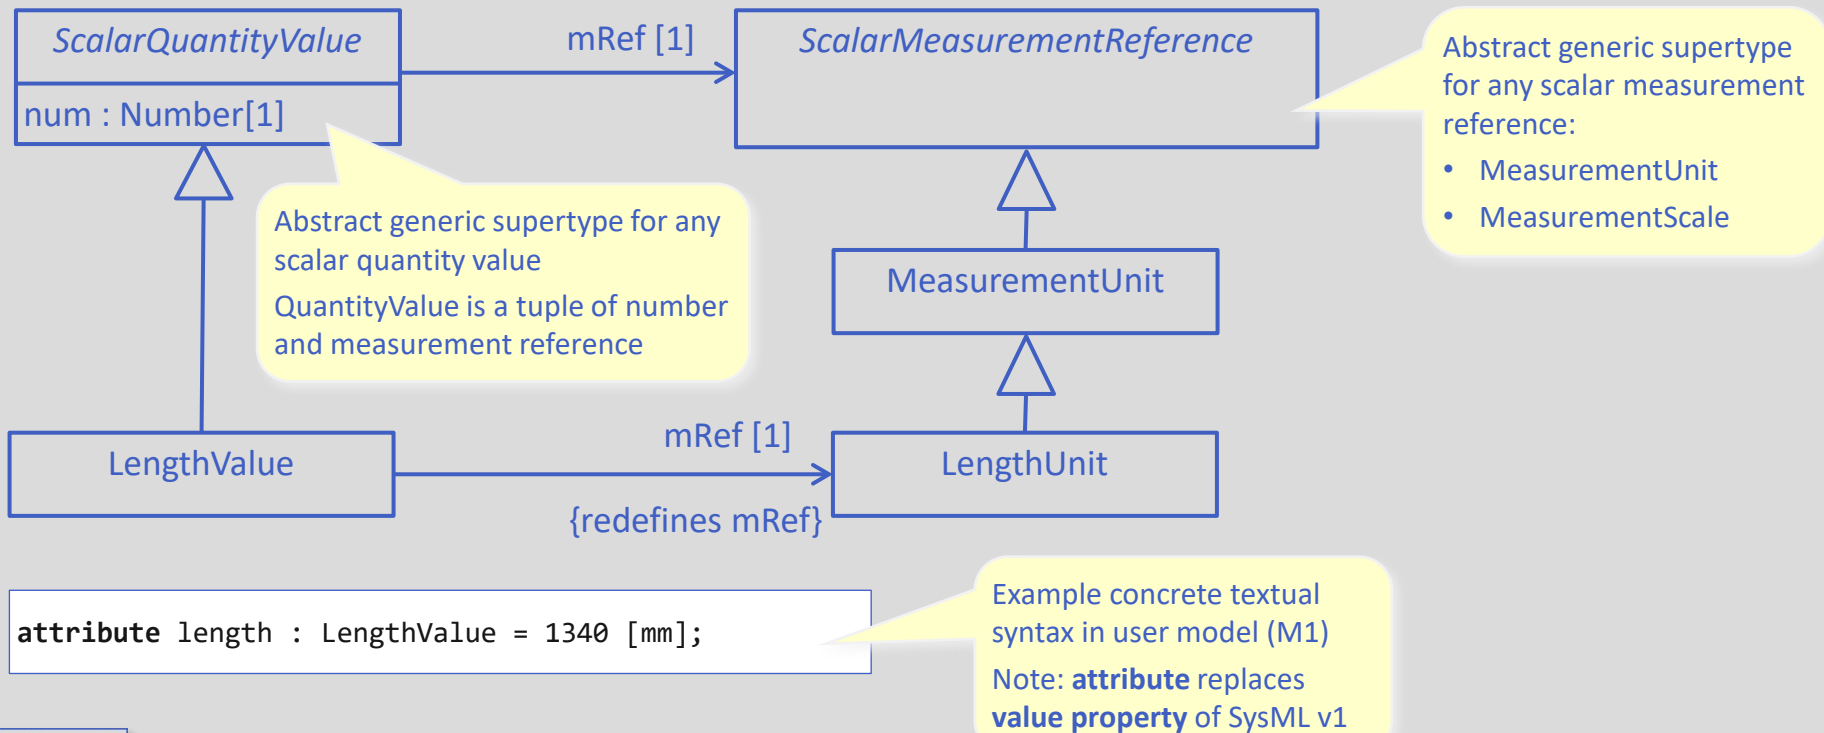 ScalarQuantityValue
num : Number[1]
mRef [1]
ScalarMeasurementReference
Abstract generic supertype
for any scalar measurement
reference:
• MeasurementUnit
• MeasurementScale
Abstract generic supertype for any
scalar quantity value
QuantityValue is a tuple of number
and measurement reference
MeasurementUnit
LengthValue
mRef [1]
{redefines mRef}
LengthUnit
attribute length : LengthValue = 1340 [mm];
Example concrete textual
syntax in user model (M1)
Note: attribute replaces
value property of SysML v1